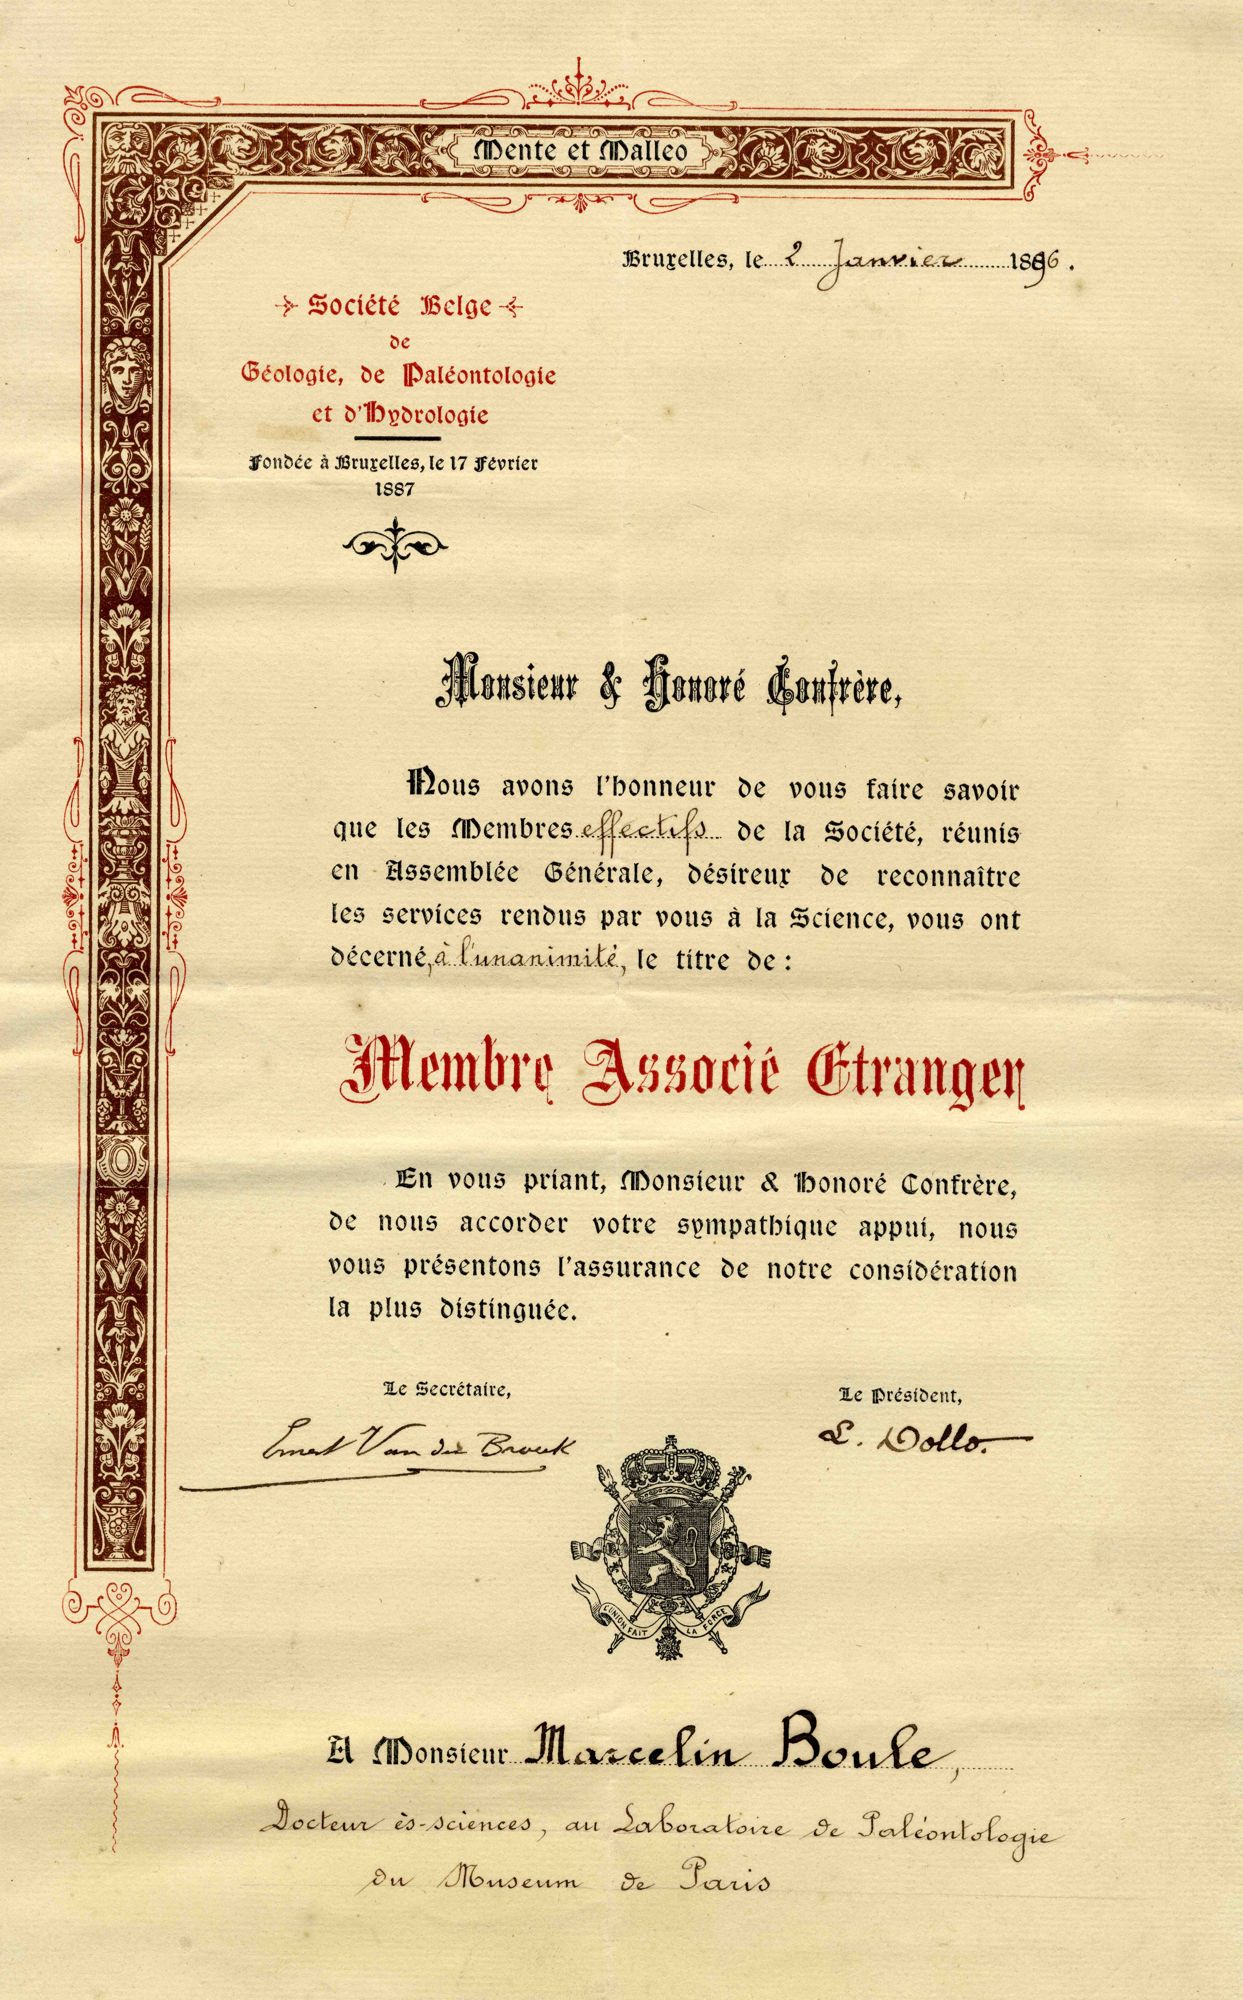 Mente et Malleo
Bruxelles, le 2 Janvier 1896.
Société Belge
de
Géologie, de Paléontologie
et d'Hydrologie
Fondée à Bruxelles, le 17 Février
1887
Monsieur & Honoré Confrère,
Nous avons l'honneur de vous faire savoir
que les Membres effectifs de la Société, réunis
en Assemblée Générale, désireux de reconnaître
les services rendus par vous à la Science, vous ont
décerné, à l'unanimité, le titre de :
Membre Associé Etranger
En vous priant, Monsieur & Honoré Confrère,
de nous accorder votre sympathique appui, nous
vous présentons l'assurance de notre considération
la plus distinguée.
Le Secrétaire,
Ernest Van den Broeck
Le Président,
L. Dollo.
L'UNION FAIT LA FORCE
A Monsieur Marcelin Boule,
Docteur ès-sciences, au Laboratoire de Paléontologie
du Museum de Paris